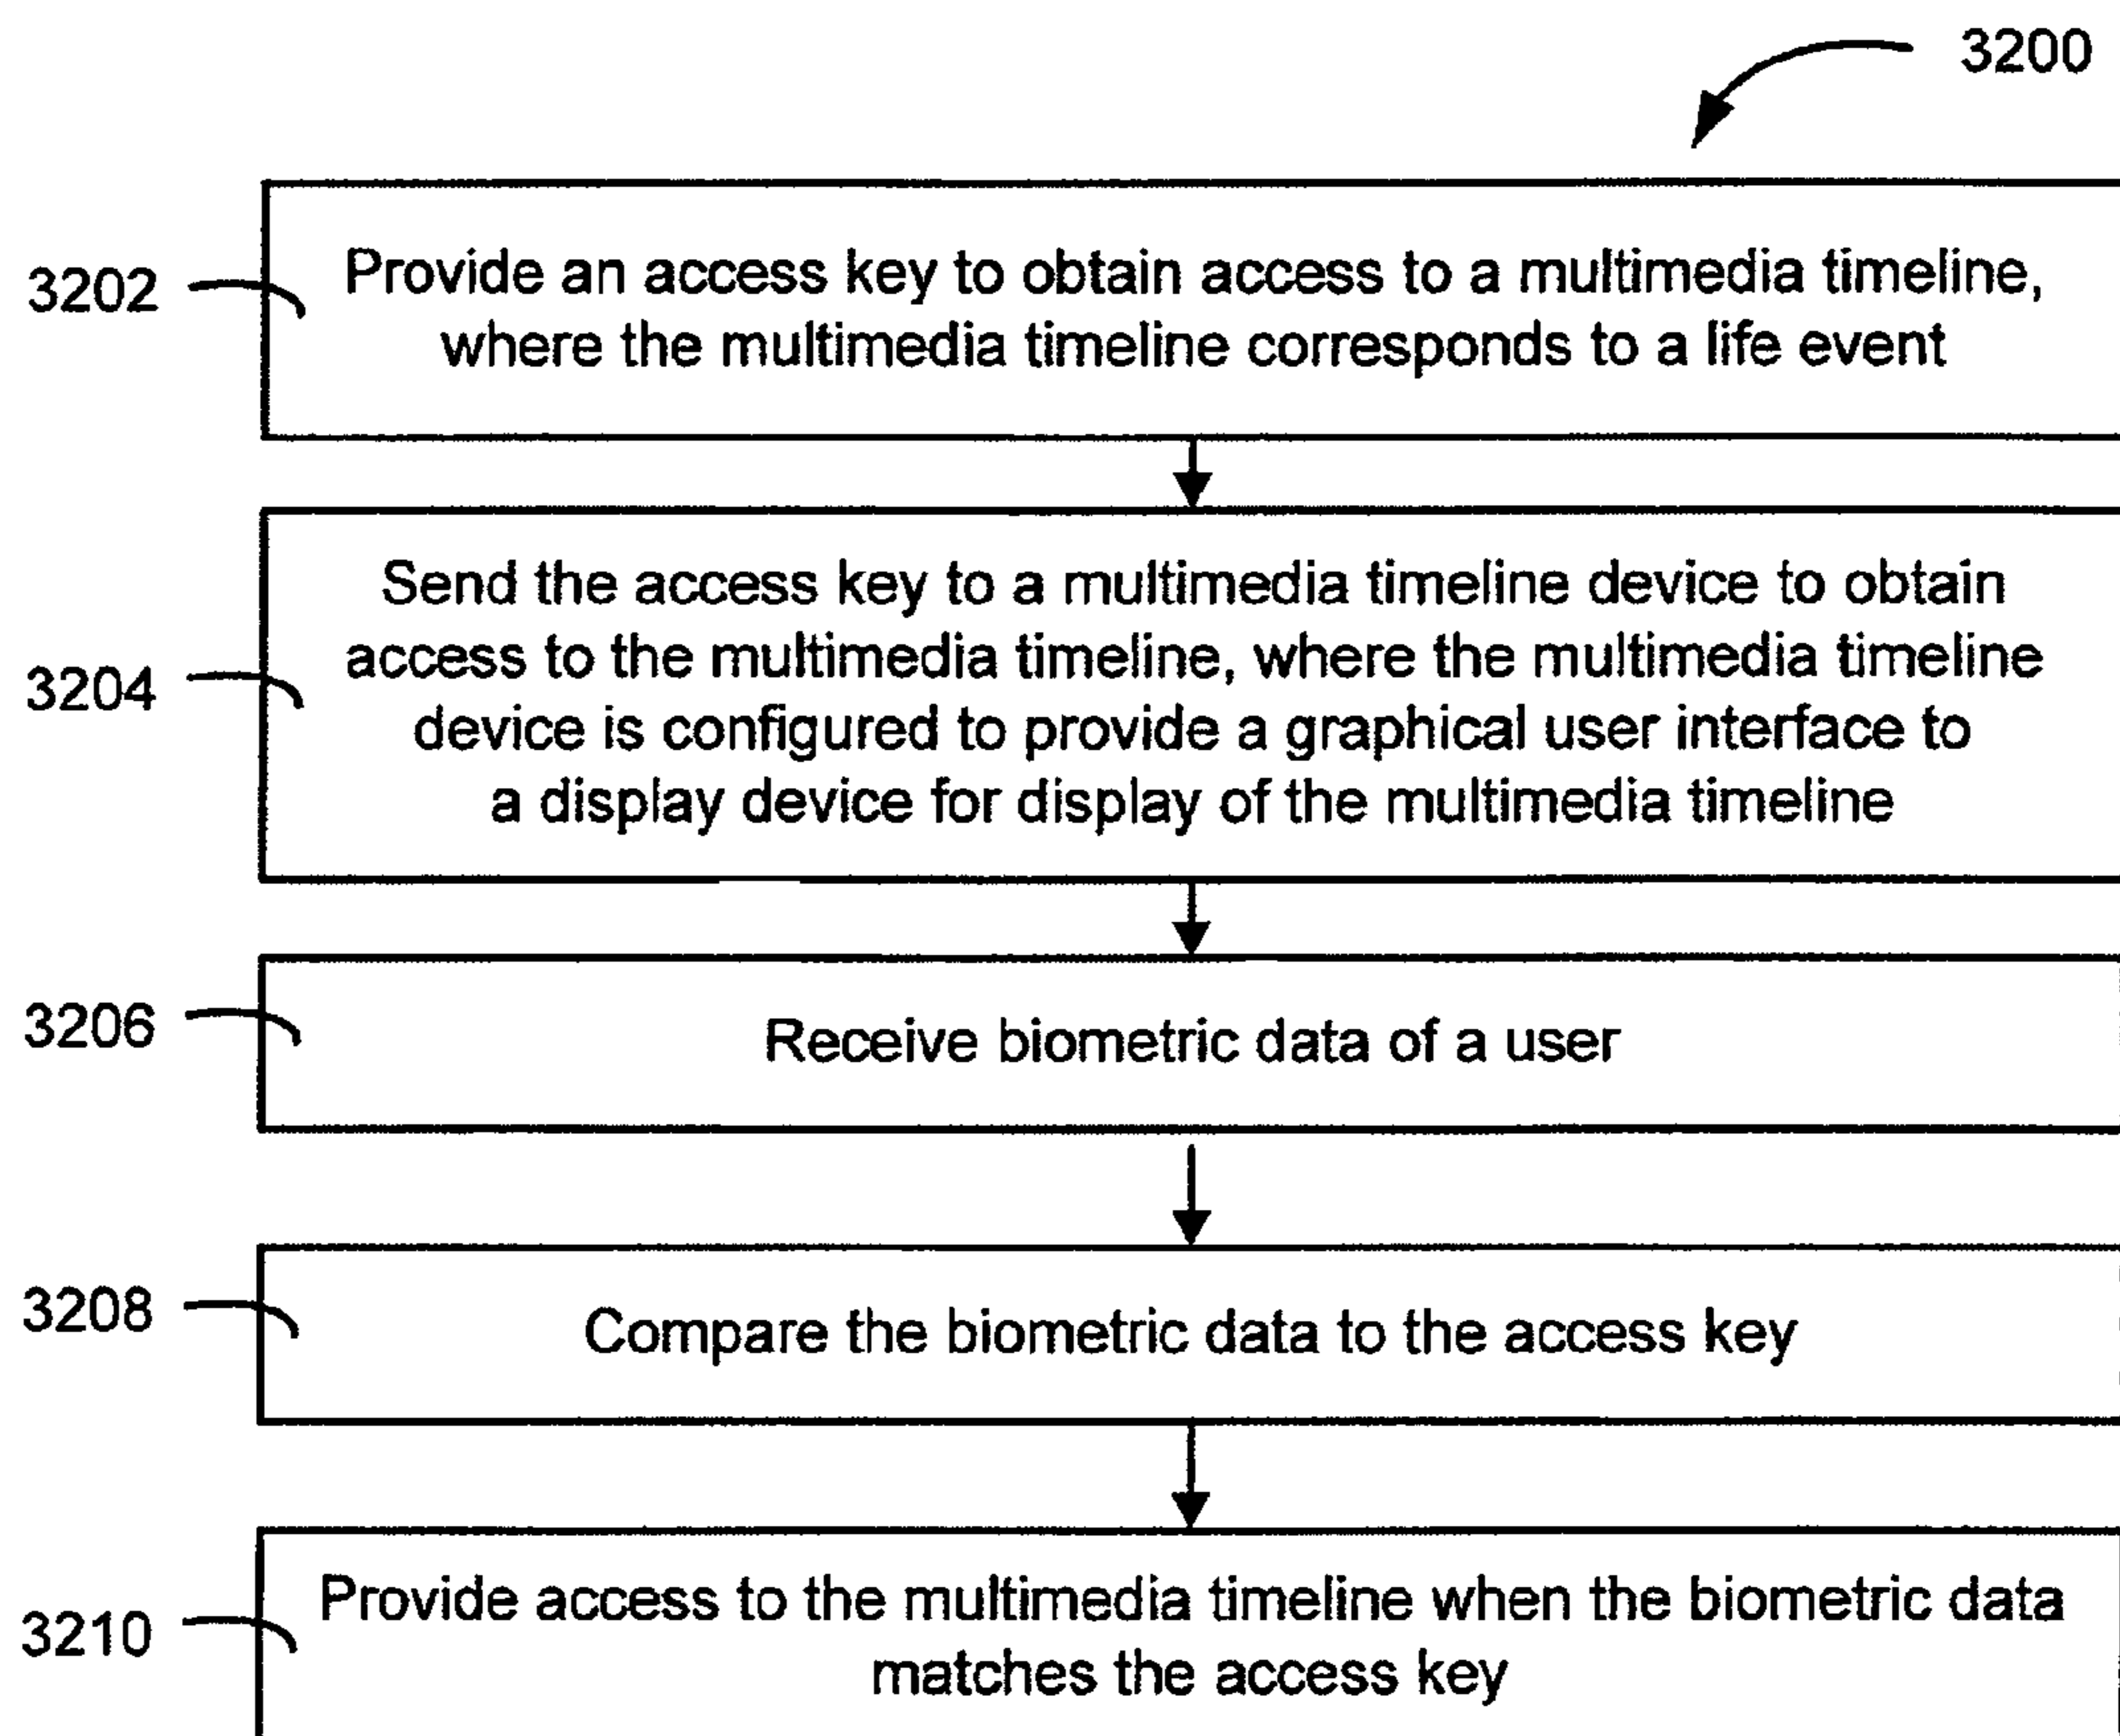 3200
3202
Provide an access key to obtain access to a multimedia timeline,
where the multimedia timeline corresponds to a life event
3204
Send the access key to a multimedia timeline device to obtain
access to the multimedia timeline, where the multimedia timeline
device is configured to provide a graphical user interface to
a display device for display of the multimedia timeline
3206
Receive biometric data of a user
3208
Compare the biometric data to the access key
3210
Provide access to the multimedia timeline when the biometric data
matches the access key